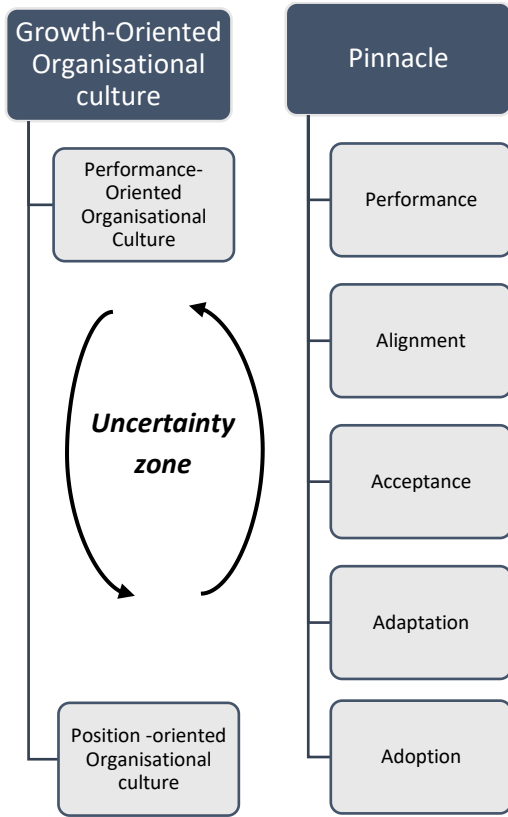 Growth-Oriented
Organisational
culture
Performance-
Oriented
Organisational
Culture
Uncertainty
zone
Position -oriented
Organisational
culture
Pinnacle
Performance
Alignment
Acceptance
Adaptation
Adoption